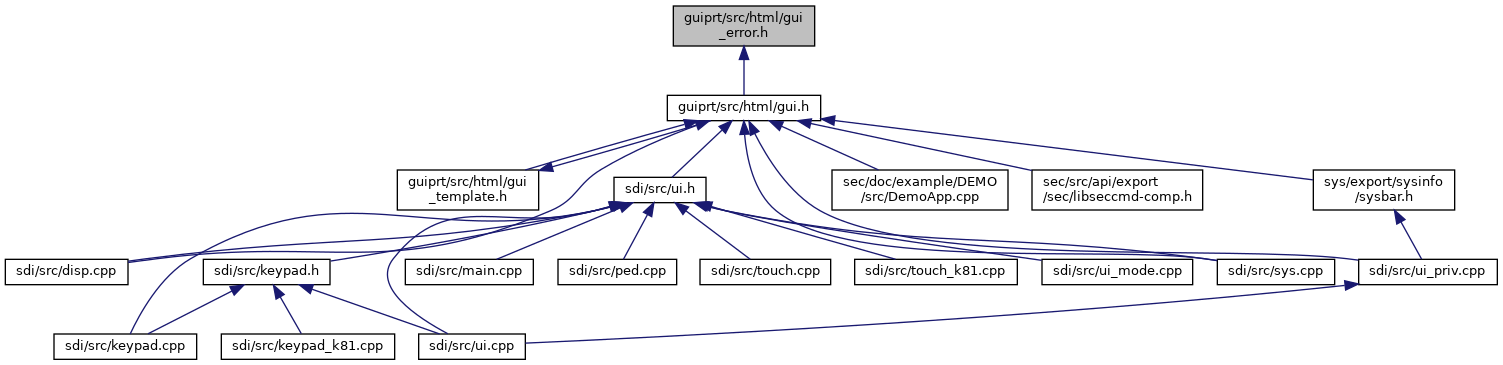 guiprt/src/html/gui
_error.h
guiprt/src/html/gui.h
guiprt/src/html/gui
_template.h
sdi/src/ui.h
sec/doc/example/DEMO
/src/DemoApp.cpp
sec/src/api/export
/sec/libseccmd-comp.h
sys/export/sysinfo
/sysbar.h
sdi/src/disp.cpp
sdi/src/keypad.h
sdi/src/main.cpp
sdi/src/ped.cpp
sdi/src/touch.cpp
sdi/src/touch_k81.cpp
sdi/src/ui_mode.cpp
sdi/src/sys.cpp
sdi/src/ui_priv.cpp
sdi/src/keypad.cpp
sdi/src/keypad_k81.cpp
sdi/src/ui.cpp